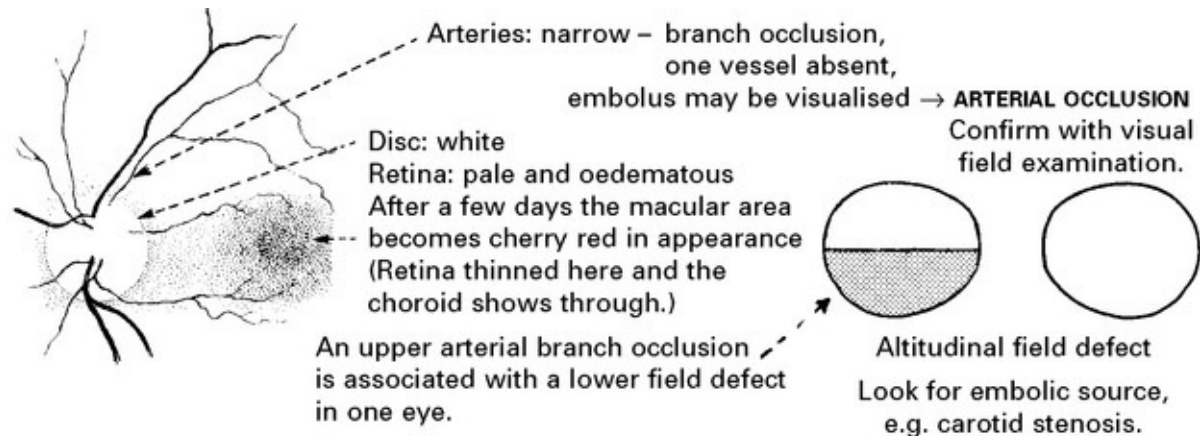 Arteries: narrow – branch occlusion,
one vessel absent,
embolus may be visualised → ARTERIAL OCCLUSION
Confirm with visual
field examination.
Disc: white
Retina: pale and oedematous
After a few days the macular area
becomes cherry red in appearance
(Retina thinned here and the
choroid shows through.)
An upper arterial branch occlusion
is associated with a lower field defect
in one eye.
Altitudinal field defect
Look for embolic source,
e.g. carotid stenosis.